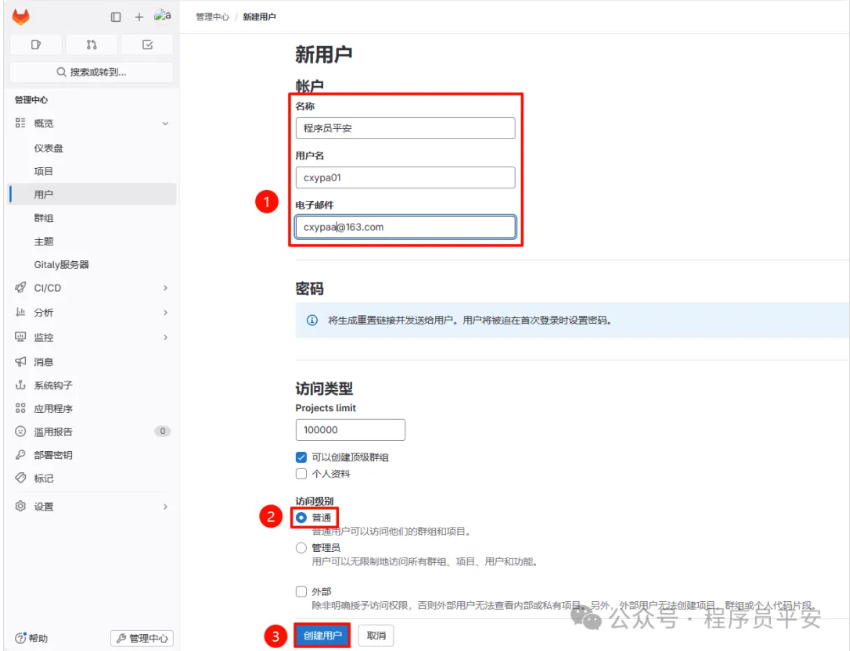 a
管理中心 / 新建用户
搜索或转到...
管理中心
概览
仪表盘
项目
用户
群组
主题
Gitaly服务器
CI/CD
分析
监控
消息
系统钩子
应用程序
滥用报告 0
部署密钥
标记
设置
帮助
管理中心
新用户
帐户
名称
程序员平安
用户名
cxypa01
1
电子邮件
cxypaa@163.com
密码
将生成重置链接并发送给用户。用户将被迫在首次登录时设置密码。
访问类型
Projects limit
100000
可以创建顶级群组
个人资料
访问级别
2
普通
普通用户可以访问他们的群组和项目。
管理员
用户可以无限制地访问所有群组、项目、用户和功能。
外部
除非明确授予访问权限，否则外部用户无法查看内部或私有项目。另外，外部用户无法创建项目、群组或个人代码片段。
公众号 · 程序员平安
3
创建用户
取消